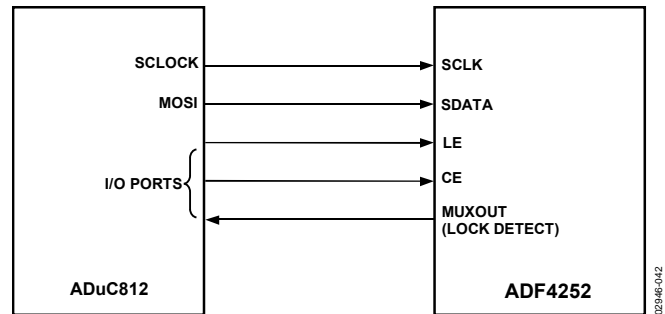 SCLOCK
MOSI
I/O PORTS
ADuC812
SCLK
SDATA
LE
CE
MUXOUT
(LOCK DETECT)
ADF4252
02946-042